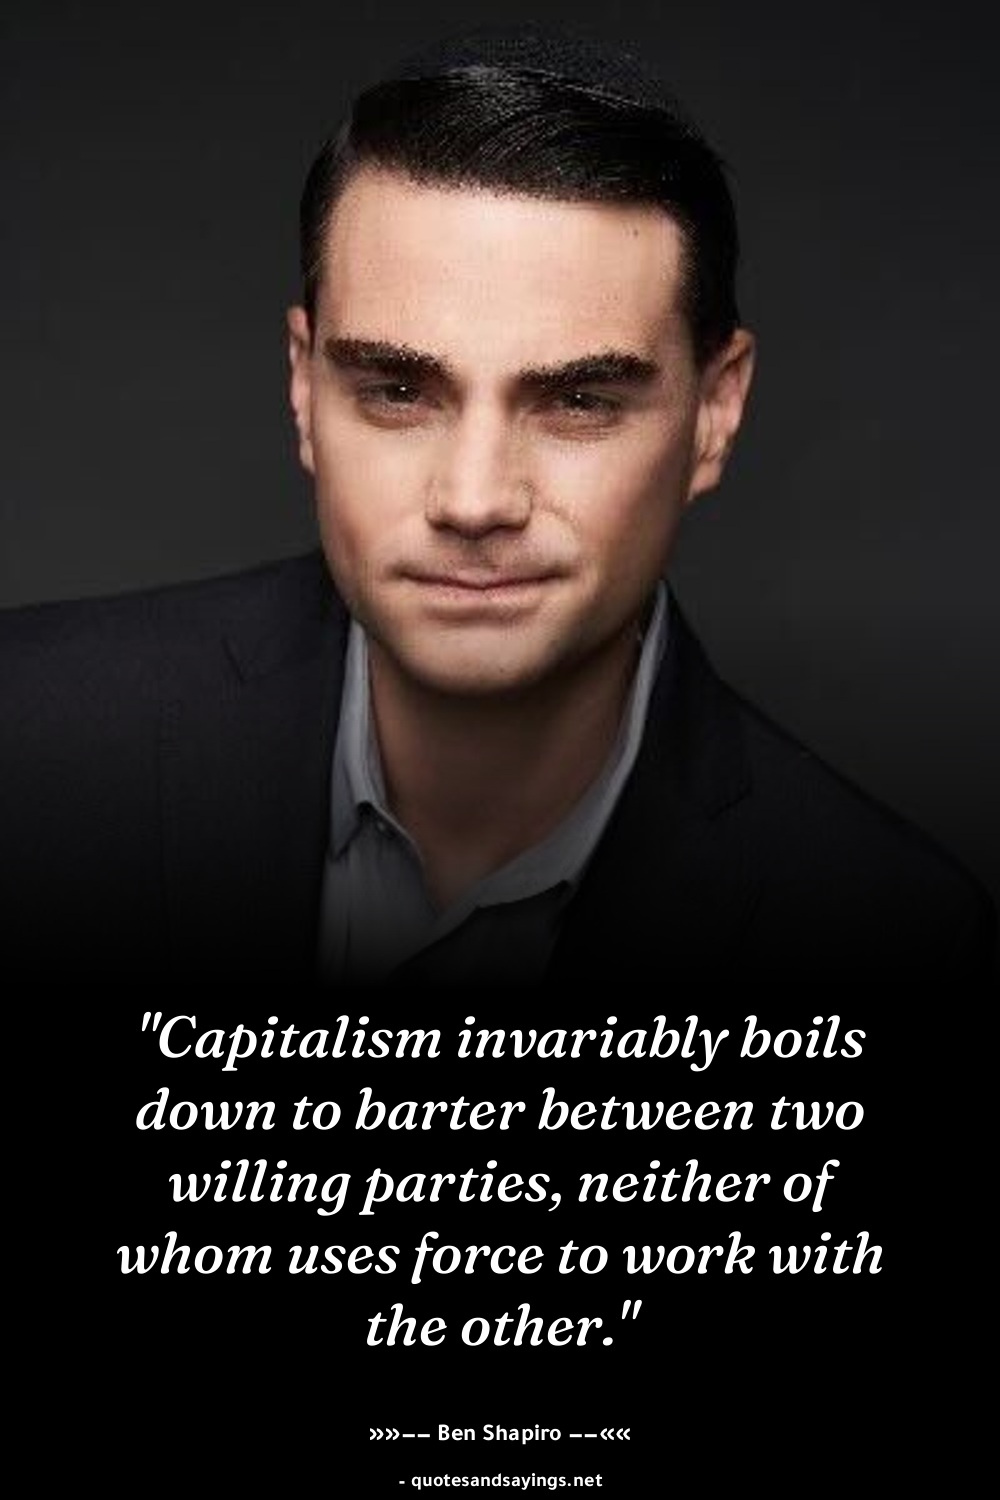 "Capitalism invariably boils
down to barter between two
willing parties, neither of
whom uses force to work with
the other."
»»−− Ben Shapiro −−««
- quotesandsayings.net